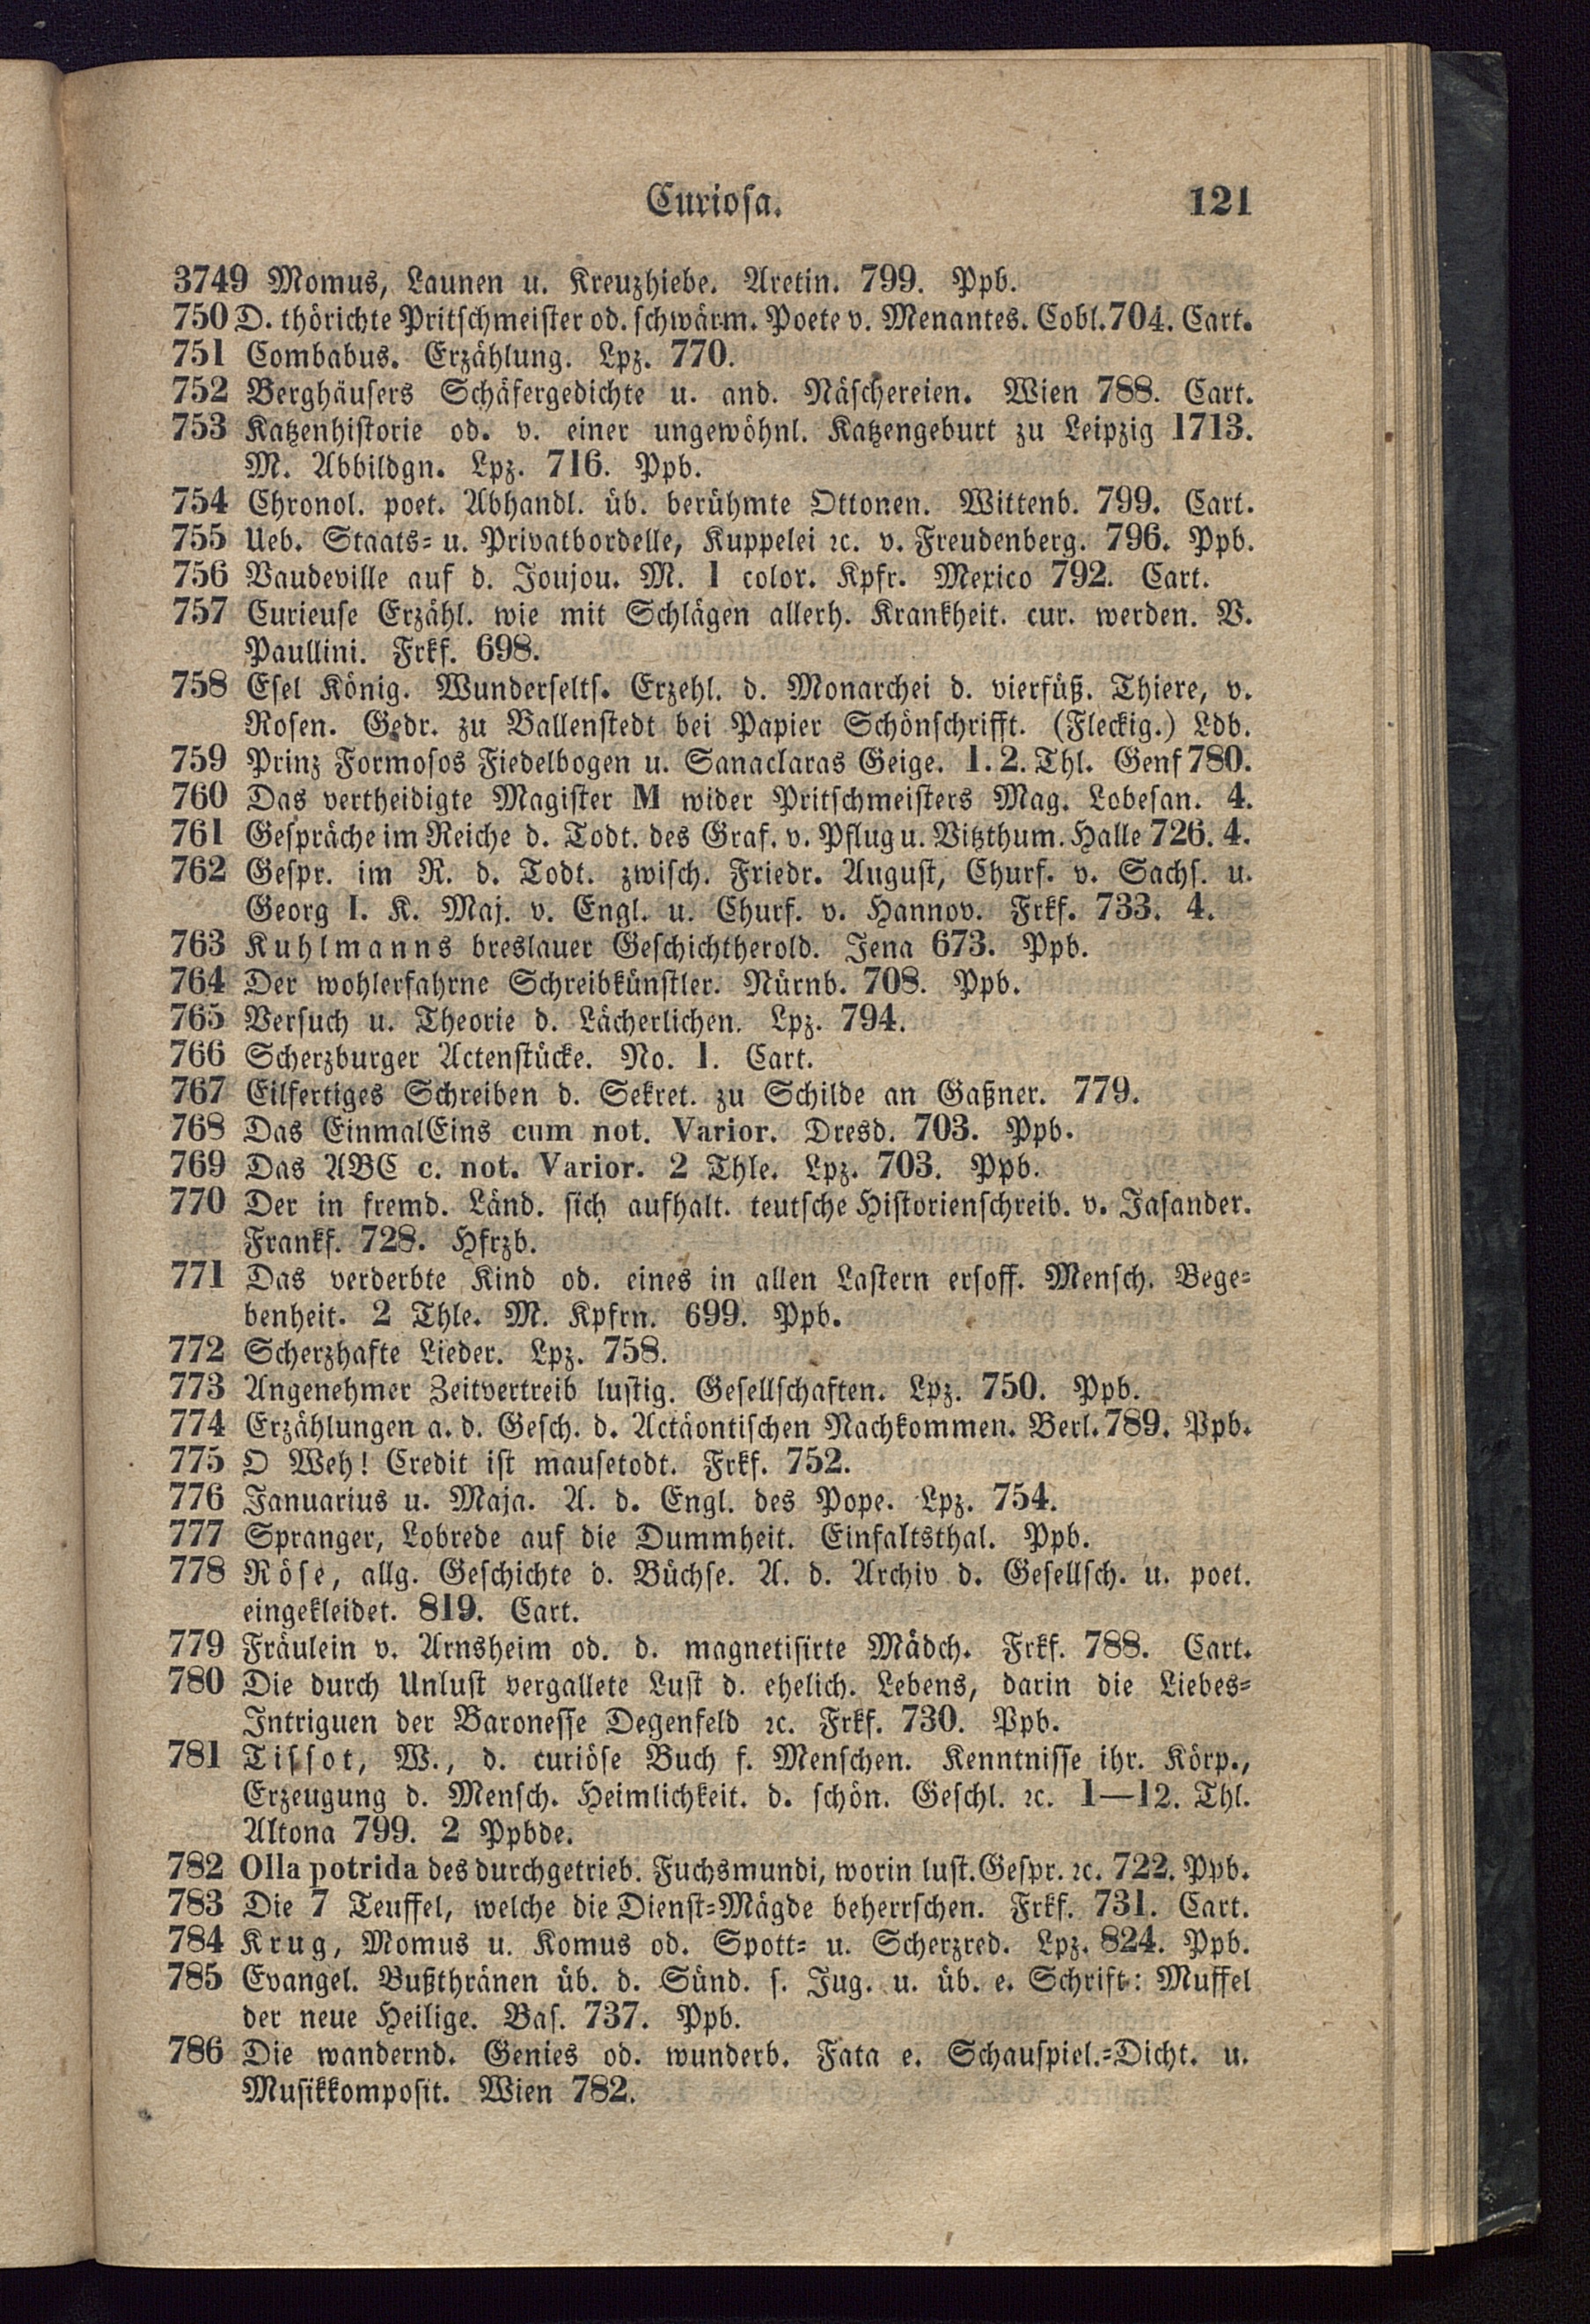 Curiosa. 121
3749 Momus, Launen u. Kreuzhiebe. Aretin. 799. Ppb.
750 D. thörichte Pritschmeister od. schwärm. Poete v. Menantes. Cobl. 704. Cart.
751 Combabus. Erzählung. Lpz. 770.
752 Berghäusers Schäfergedichte u. and. Näschereien. Wien 788. Cart.
753 Katzenhistorie od. v. einer ungewöhnl. Katzengeburt zu Leipzig 1713.
M. Abbildgn. Lpz. 716. Ppb.
754 Chronol. poet. Abhandl. üb. berühmte Ottonen. Wittenb. 799. Cart.
755 Ueb. Staats- u. Privatbordelle, Kuppelei ꝛc. v. Freudenberg. 796. Ppb.
756 Vaudeville auf d. Joujou. M. 1 color. Kpfr. Mexico 792. Cart.
757 Curieuse Erzähl. wie mit Schlägen allerh. Krankheit. cur. werden. V.
Paullini. Frkf. 698.
758 Esel König. Wunderselts. Erzehl. d. Monarchei d. vierfüß. Thiere, v.
Rosen. Gedr. zu Ballenstedt bei Papier Schönschrifft. (Fleckig.) Ldb.
759 Prinz Formosos Fiedelbogen u. Sanaclaras Geige. 1. 2. Thl. Genf 780.
760 Das vertheidigte Magister M wider Pritschmeisters Mag. Lobesan. 4.
761 Gespräche im Reiche d. Todt. des Graf. v. Pflug u. Vitzthum. Halle 726. 4.
762 Gespr. im R. d. Todt. zwisch. Friedr. August, Churf. v. Sachs. u.
Georg I. K. Maj. v. Engl. u. Churf. v. Hannov. Frkf. 733. 4.
763 Kuhlmanns breslauer Geschichtherold. Jena 673. Ppb.
764 Der wohlerfahrne Schreibkünstler. Nürnb. 708. Ppb.
765 Versuch u. Theorie d. Lächerlichen. Lpz. 794.
766 Scherzburger Actenstücke. No. 1. Cart.
767 Eilfertiges Schreiben d. Sekret. zu Schilde an Gaßner. 779.
768 Das EinmalEins cum not. Varior. Dresd. 703. Ppb.
769 Das ABC c. not. Varior. 2 Thle. Lpz. 703. Ppb.
770 Der in fremd. Länd. sich aufhalt. teutsche Historienschreib. v. Jasander.
Frankf. 728. Hfrzb.
771 Das verderbte Kind od. eines in allen Lastern ersoff. Mensch. Bege-
benheit. 2 Thle. M. Kpfrn. 699. Ppb.
772 Scherzhafte Lieder. Lpz. 758.
773 Angenehmer Zeitvertreib lustig. Gesellschaften. Lpz. 750. Ppb.
774 Erzählungen a. d. Gesch. d. Actäontischen Nachkommen. Berl. 789. Ppb.
775 O Weh! Credit ist mausetodt. Frkf. 752.
776 Januarius u. Maja. A. d. Engl. des Pope. Lpz. 754.
777 Spranger, Lobrede auf die Dummheit. Einfaltsthal. Ppb.
778 Röse, allg. Geschichte d. Büchse. A. d. Archiv d. Gesellsch. u. poet.
eingekleidet. 819. Cart.
779 Fräulein v. Arnsheim od. d. magnetisirte Mädch. Frkf. 788. Cart.
780 Die durch Unlust vergallete Lust d. ehelich. Lebens, darin die Liebes-
Intriguen der Baronesse Degenfeld ꝛc. Frkf. 730. Ppb.
781 Tissot, W., d. curiöse Buch f. Menschen. Kenntnisse ihr. Körp.,
Erzeugung d. Mensch. Heimlichkeit. d. schön. Geschl. ꝛc. 1—12. Thl.
Altona 799. 2 Ppbde.
782 Olla potrida des durchgetrieb. Fuchsmundi, worin lust. Gespr. ꝛc. 722. Ppb.
783 Die 7 Teuffel, welche die Dienst-Mägde beherrschen. Frkf. 731. Cart.
784 Krug, Momus u. Komus od. Spott- u. Scherzred. Lpz. 824. Ppb.
785 Evangel. Bußthränen üb. d. Sünd. s. Jug. u. üb. e. Schrift: Muffel
der neue Heilige. Bas. 737. Ppb.
786 Die wandernd. Genies od. wunderb. Fata e. Schauspiel.-Dicht. u.
Musikkomposit. Wien 782.